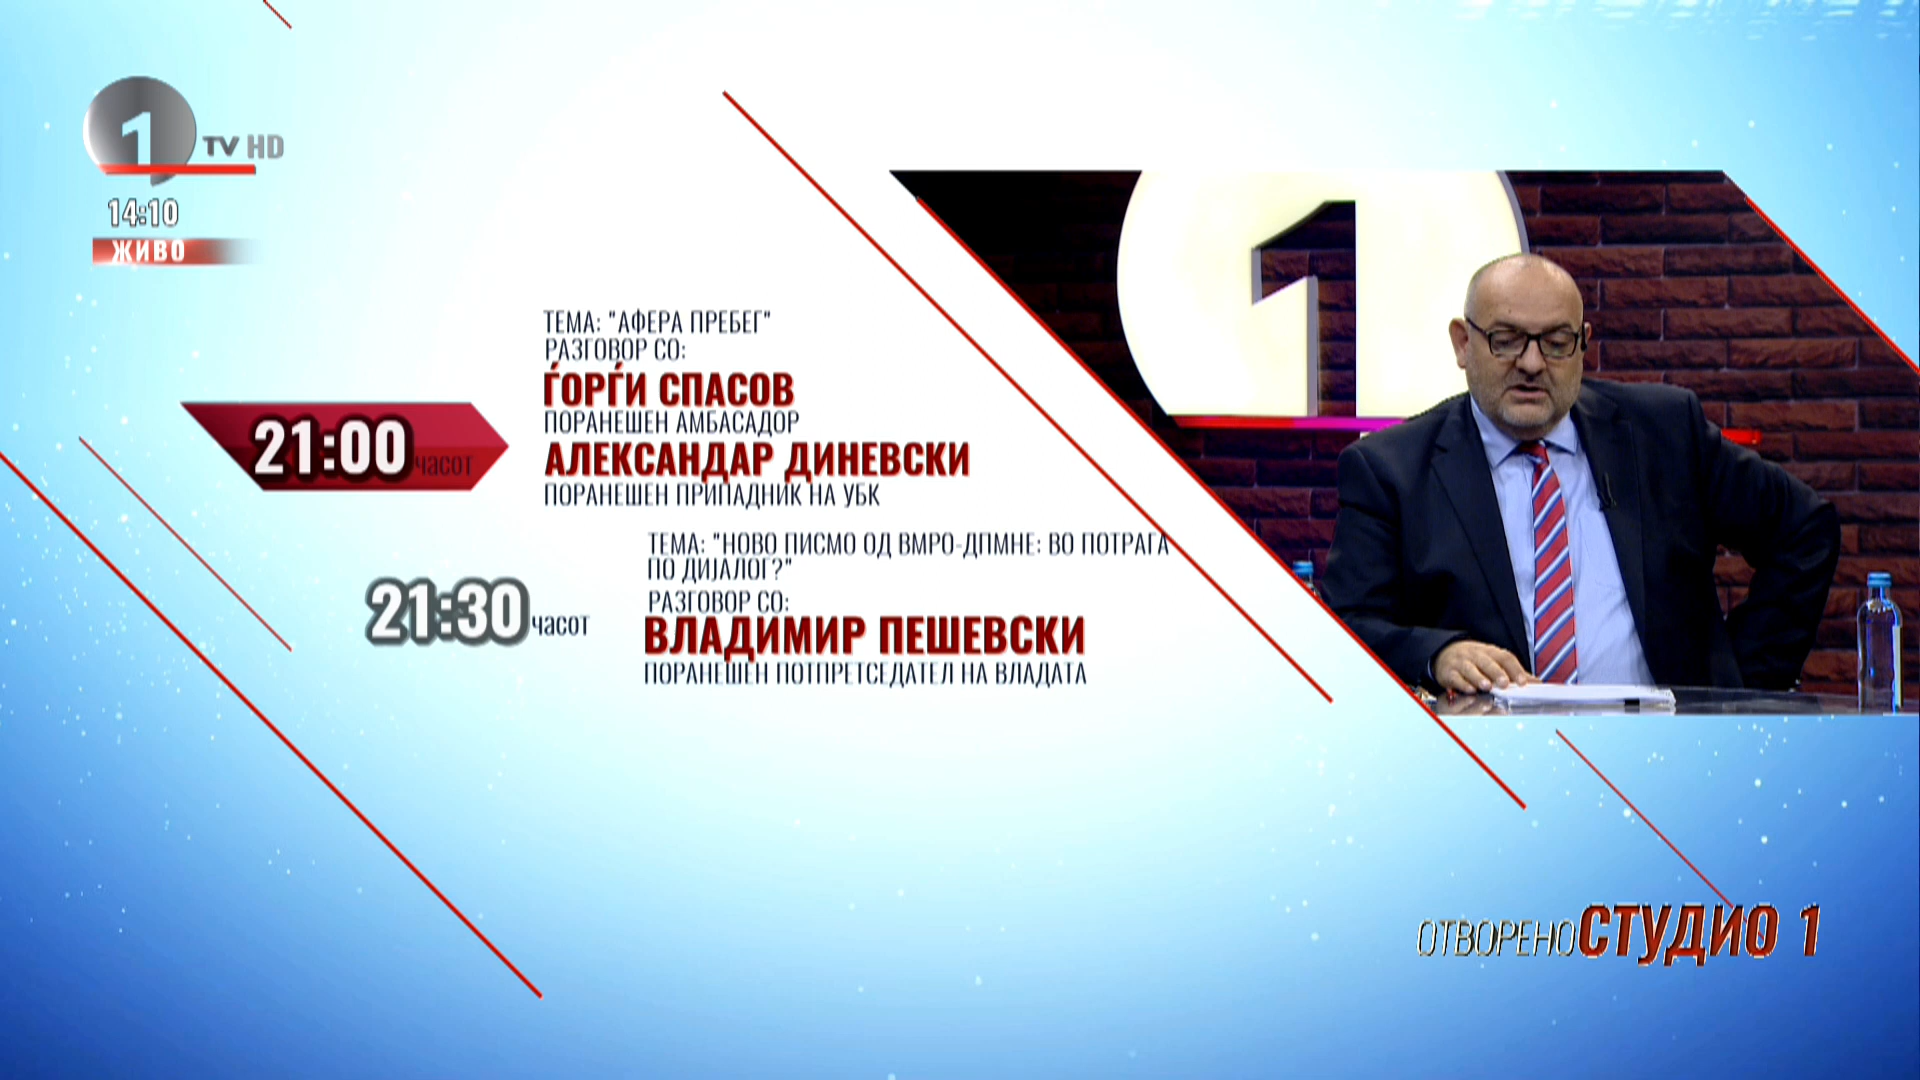 1 TV HD
14:10
ЖИВО
1
ТЕМА: "АФЕРА ПРЕБЕГ"
РАЗГОВОР СО:
ЃОРЃИ СПАСОВ
ПОРАНЕШЕН АМБАСАДОР
21:00 часот
АЛЕКСАНДАР ДИНЕВСКИ
ПОРАНЕШЕН ПРИПАДНИК НА УБК
ТЕМА: "НОВО ПИСМО ОД ВМРО-ДПМНЕ: ВО ПОТРАГА
ПО ДИЈАЛОГ?"
РАЗГОВОР СО:
21:30 часот
ВЛАДИМИР ПЕШЕВСКИ
ПОРАНЕШЕН ПОТПРЕТСЕДАТЕЛ НА ВЛАДАТА
ОТВОРЕНО СТУДИО 1